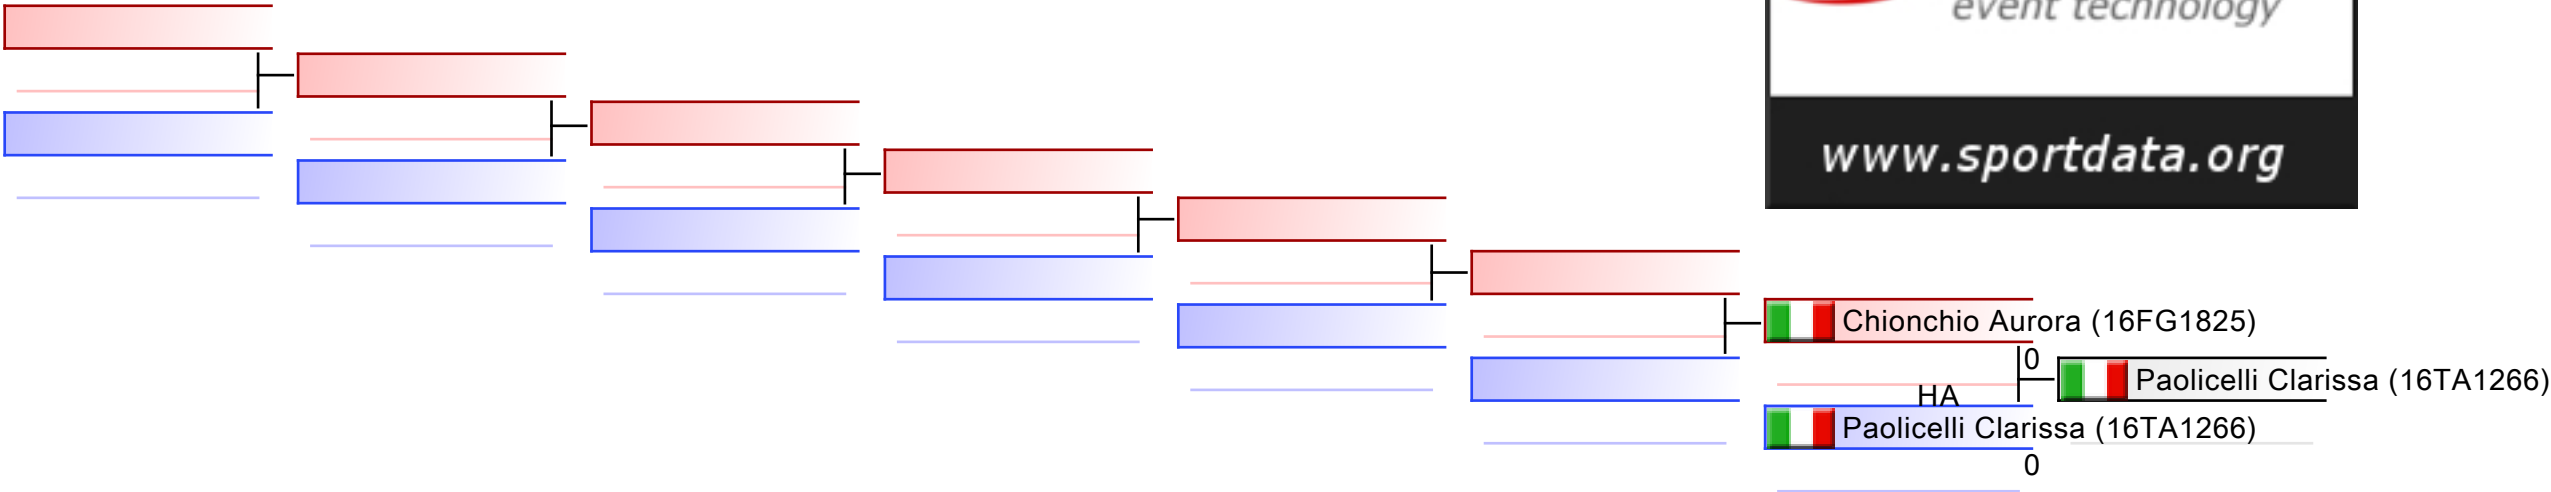 event technology
www.sportdata.org
Chionchio Aurora (16FG1825)
0
Paolicelli Clarissa (16TA1266)
HA
Paolicelli Clarissa (16TA1266)
0